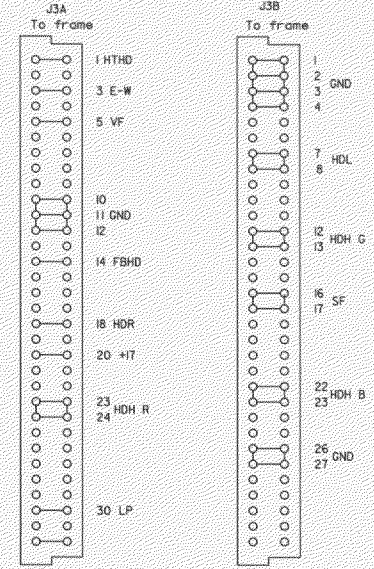 J3A
To frame
1 HTHD
3 E-W
5 VF
10
11 GND
12
14 FBHD
18 HDR
20 +17
23
HDH R
24
30 LP
J3B
To frame
1
2
GND
3
4
7
HDL
8
12
HDH G
13
16
SF
17
22
HDH B
23
26
GND
27